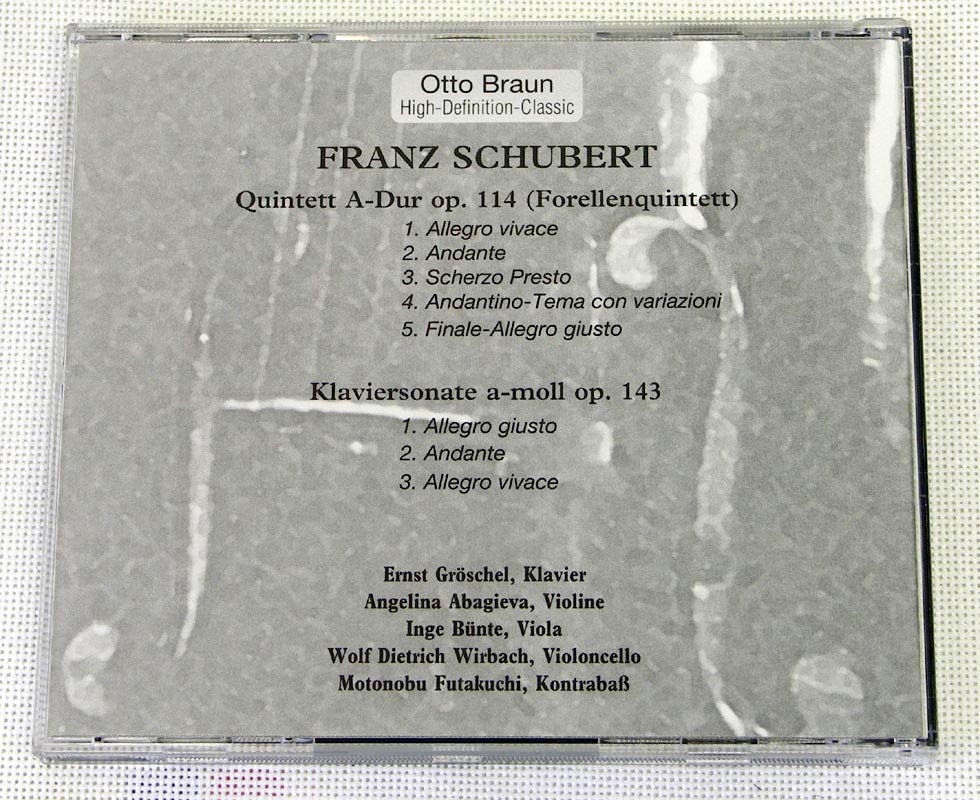 Otto Braun
High-Definition-Classic
FRANZ SCHUBERT
Quintett A-Dur op. 114 (Forellenquintett)
1. Allegro vivace
2. Andante
3. Scherzo Presto
4. Andantino-Tema con variazioni
5. Finale-Allegro giusto
Klaviersonate a-moll op. 143
1. Allegro giusto
2. Andante
3. Allegro vivace
Ernst Gröschel, Klavier
Angelina Abagieva, Violine
Inge Bünte, Viola
Wolf Dietrich Wirbach, Violoncello
Motonobu Futakuchi, Kontrabaß